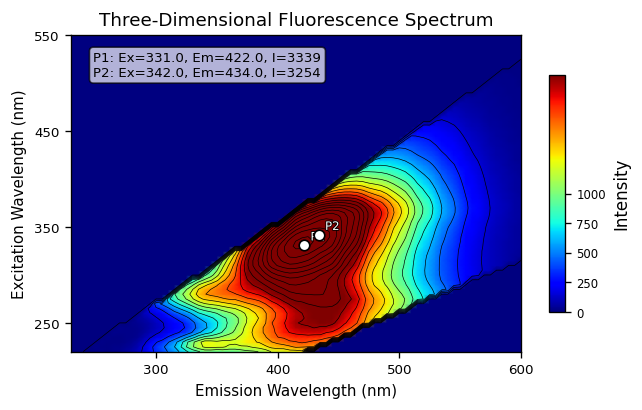 Three-Dimensional Fluorescence Spectrum
550
450
350
250
Excitation Wavelength (nm)
P1: Ex=331.0, Em=422.0, I=3339
P2: Ex=342.0, Em=434.0, I=3254
P2
300
400
500
600
Emission Wavelength (nm)
1000
750
500
250
0
Intensity